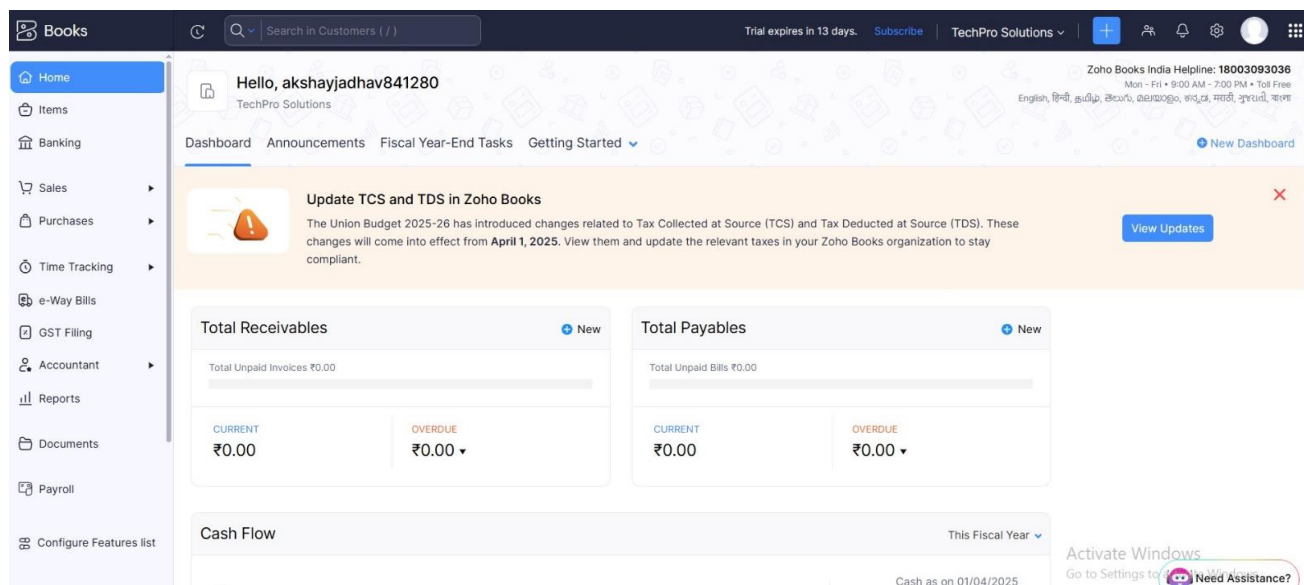 Books
Search in Customers ( / )
Trial expires in 13 days. Subscribe
TechPro Solutions
Home
Items
Banking
Sales
Purchases
Time Tracking
e-Way Bills
GST Filing
Accountant
Reports
Documents
Payroll
Configure Features list
Hello, akshayjadhav841280
TechPro Solutions
Zoho Books India Helpline: 18003093036
Mon - Fri • 9:00 AM - 7:00 PM • Toll Free
English, हिन्दी, தமிழ், తెలుగు, മലയാളം, ಕನ್ನಡ, मराठी, ગુજરાતી, বাংলা
Dashboard Announcements Fiscal Year-End Tasks Getting Started
New Dashboard
Update TCS and TDS in Zoho Books
The Union Budget 2025-26 has introduced changes related to Tax Collected at Source (TCS) and Tax Deducted at Source (TDS). These
changes will come into effect from April 1, 2025. View them and update the relevant taxes in your Zoho Books organization to stay
compliant.
View Updates
Total Receivables
New
Total Unpaid Invoices ₹0.00
CURRENT
₹0.00
OVERDUE
₹0.00
Total Payables
New
Total Unpaid Bills ₹0.00
CURRENT
₹0.00
OVERDUE
₹0.00
Cash Flow
This Fiscal Year
Cash as on 01/04/2025
Activate Windows
Go to Settings to
Need Assistance?